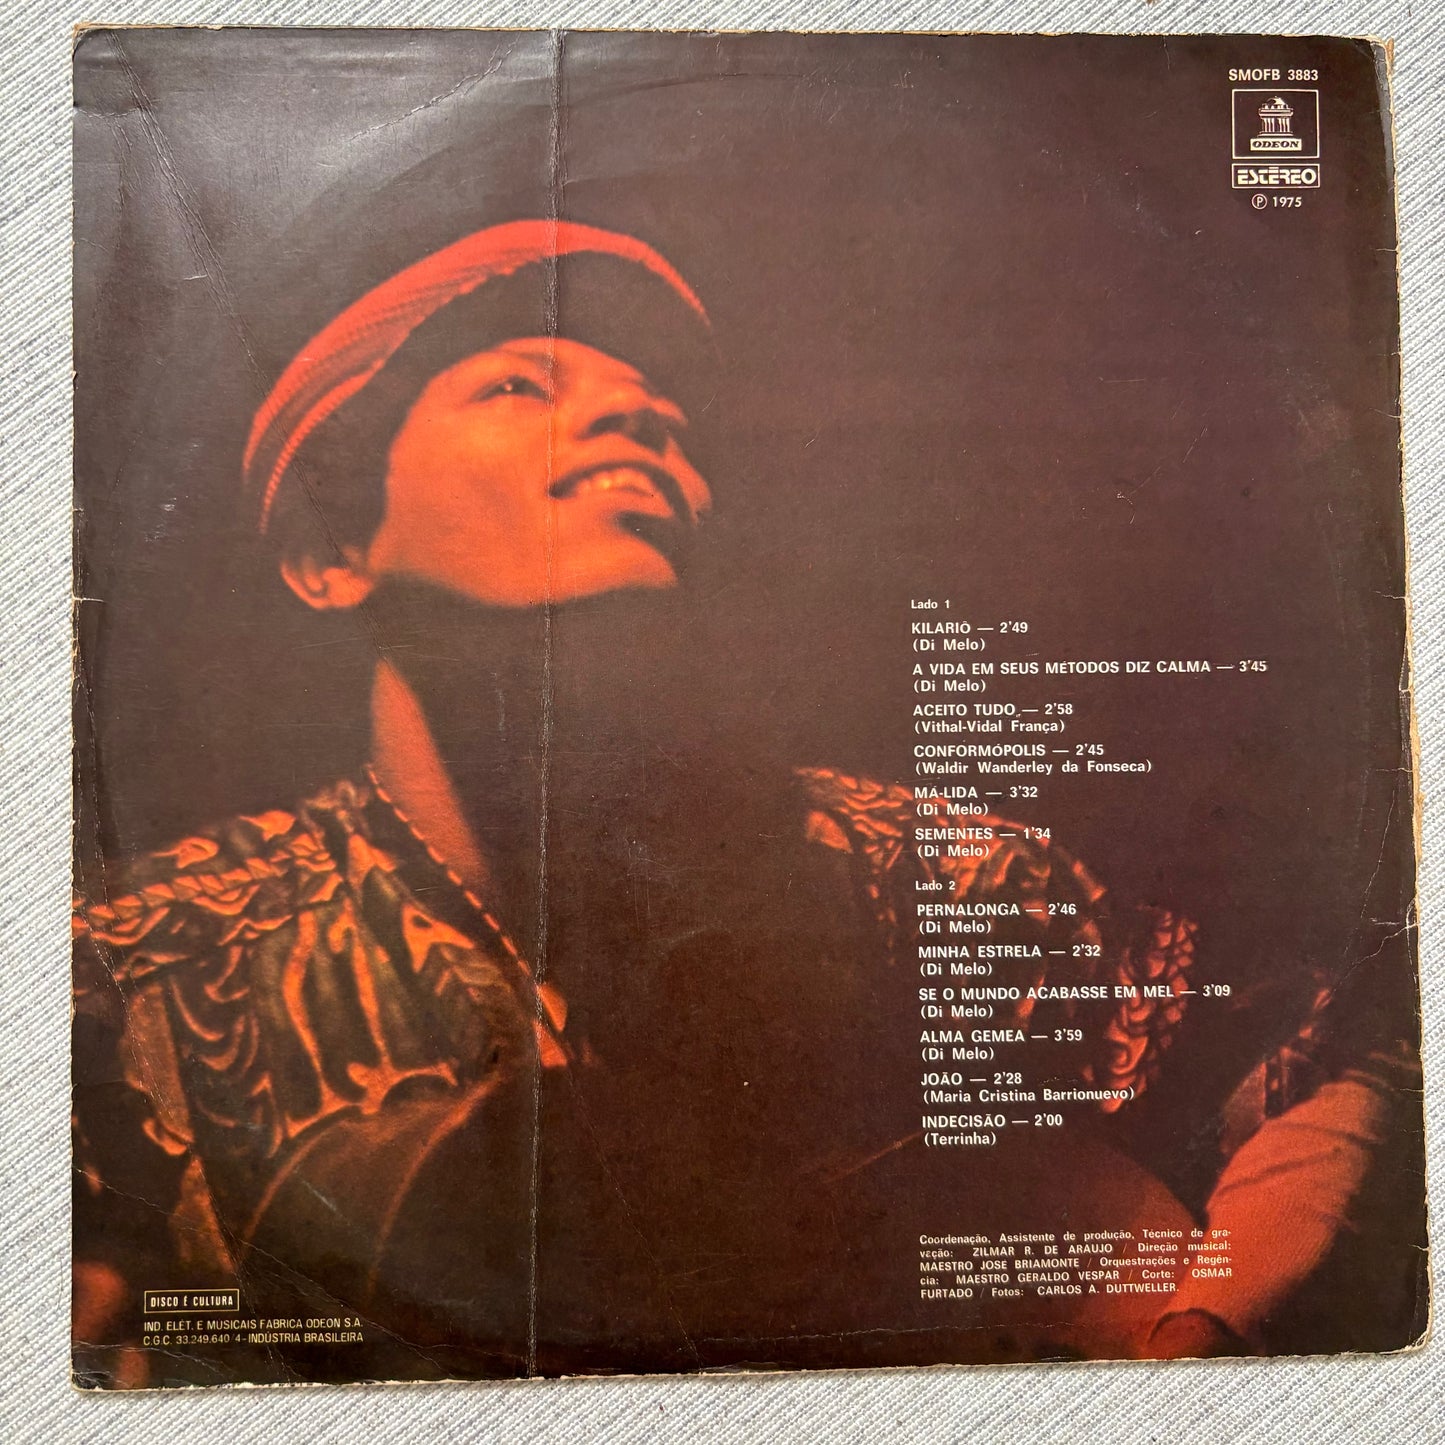 SMOFB 3883
ODEON
ESTÉREO
Ⓟ 1975
Lado 1
KILARIÔ — 2'49
(Di Melo)
A VIDA EM SEUS MÉTODOS DIZ CALMA — 3'45
(Di Melo)
ACEITO TUDO — 2'58
(Vithal-Vidal França)
CONFORMÓPOLIS — 2'45
(Waldir Wanderley da Fonseca)
MÁ-LIDA — 3'32
(Di Melo)
SEMENTES — 1'34
(Di Melo)
Lado 2
PERNALONGA — 2'46
(Di Melo)
MINHA ESTRELA — 2'32
(Di Melo)
SE O MUNDO ACABASSE EM MEL — 3'09
(Di Melo)
ALMA GEMEA — 3'59
(Di Melo)
JOÃO — 2'28
(Maria Cristina Barrionuevo)
INDECISÃO — 2'00
(Terrinha)
Coordenação, Assistente de produção, Técnico de gra-
vação: ZILMAR R. DE ARAUJO / Direção musical:
MAESTRO JOSE BRIAMONTE / Orquestrações e Regên-
cia: MAESTRO GERALDO VESPAR / Corte: OSMAR
FURTADO / Fotos: CARLOS A. DUTTWELLER.
DISCO É CULTURA
IND. ELÉT. E MUSICAIS FABRICA ODEON S.A.
C.G.C. 33.249.640/4-INDÚSTRIA BRASILEIRA